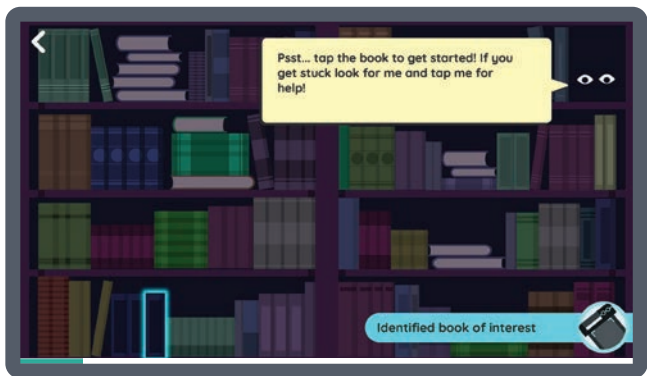 Psst... tap the book to get started! If you
get stuck look for me and tap me for
help!
Identified book of interest